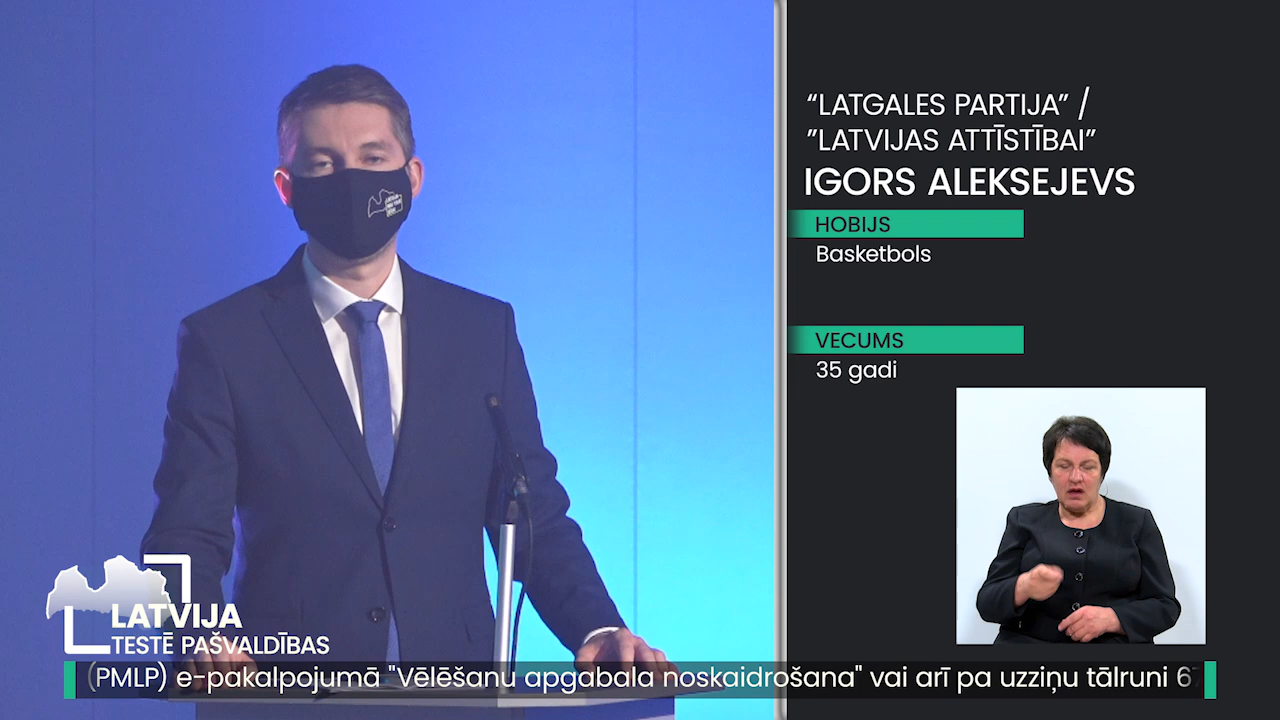 “LATGALES PARTIJA” /
”LATVIJAS ATTĪSTĪBAI”
IGORS ALEKSEJEVS
HOBIJS
Basketbols
VECUMS
35 gadi
LATVIJA
TESTĒ PAŠVALDĪBAS
(PMLP) e-pakalpojumā "Vēlēšanu apgabala noskaidrošana" vai arī pa uzziņu tālruni 67